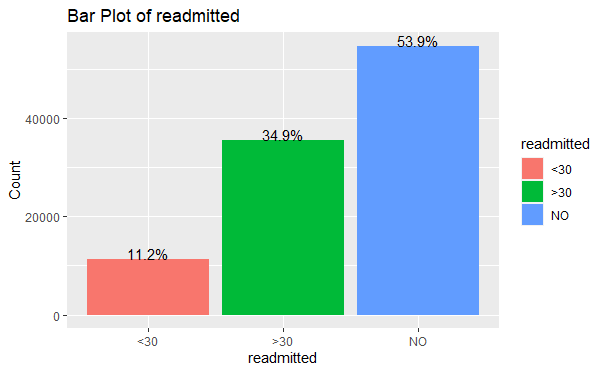 Bar Plot of readmitted
53.9%
34.9%
11.2%
40000
20000
0
Count
<30
>30
NO
readmitted
readmitted
<30
>30
NO